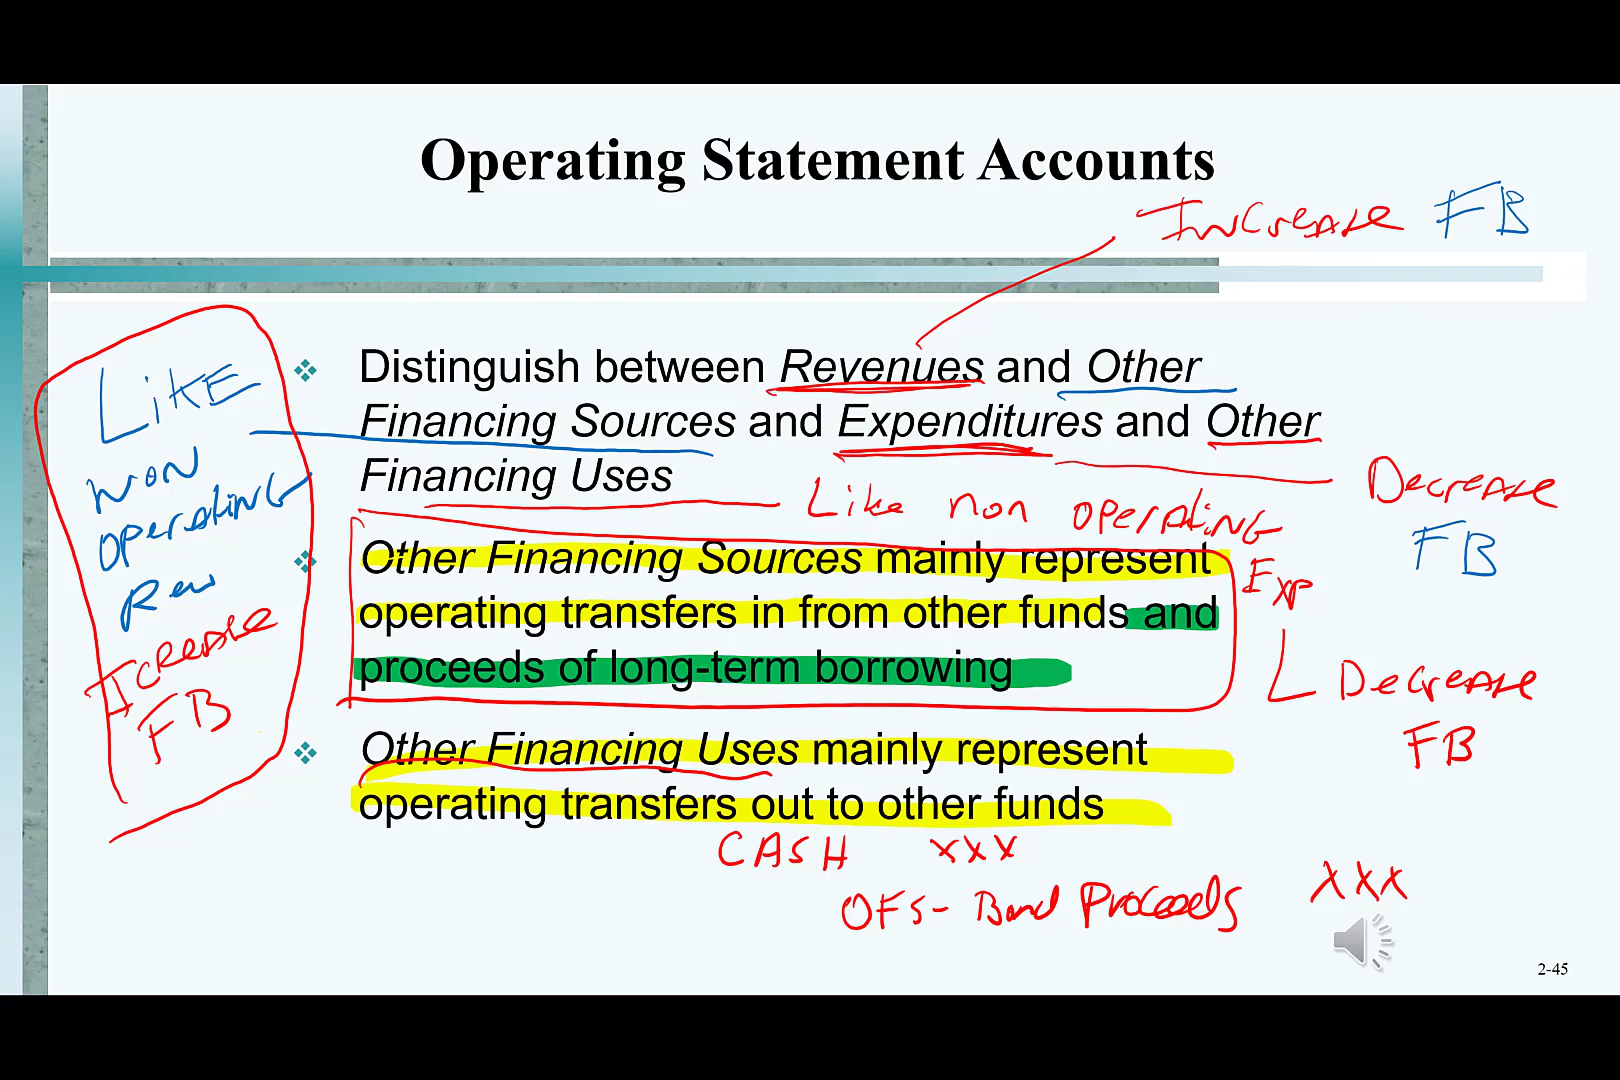 Operating Statement Accounts
Increase FB
Distinguish between Revenues and Other
Financing Sources and Expenditures and Other
Financing Uses
Like non operating
Exp
Decrease
FB
Decrease
FB
LIKE
NON
OPerating
Rev
Icrease
FB
Other Financing Sources mainly represent
operating transfers in from other funds and
proceeds of long-term borrowing
Other Financing Uses mainly represent
operating transfers out to other funds
CASH XXX
OFS- Bond Proceeds XXX
2-45